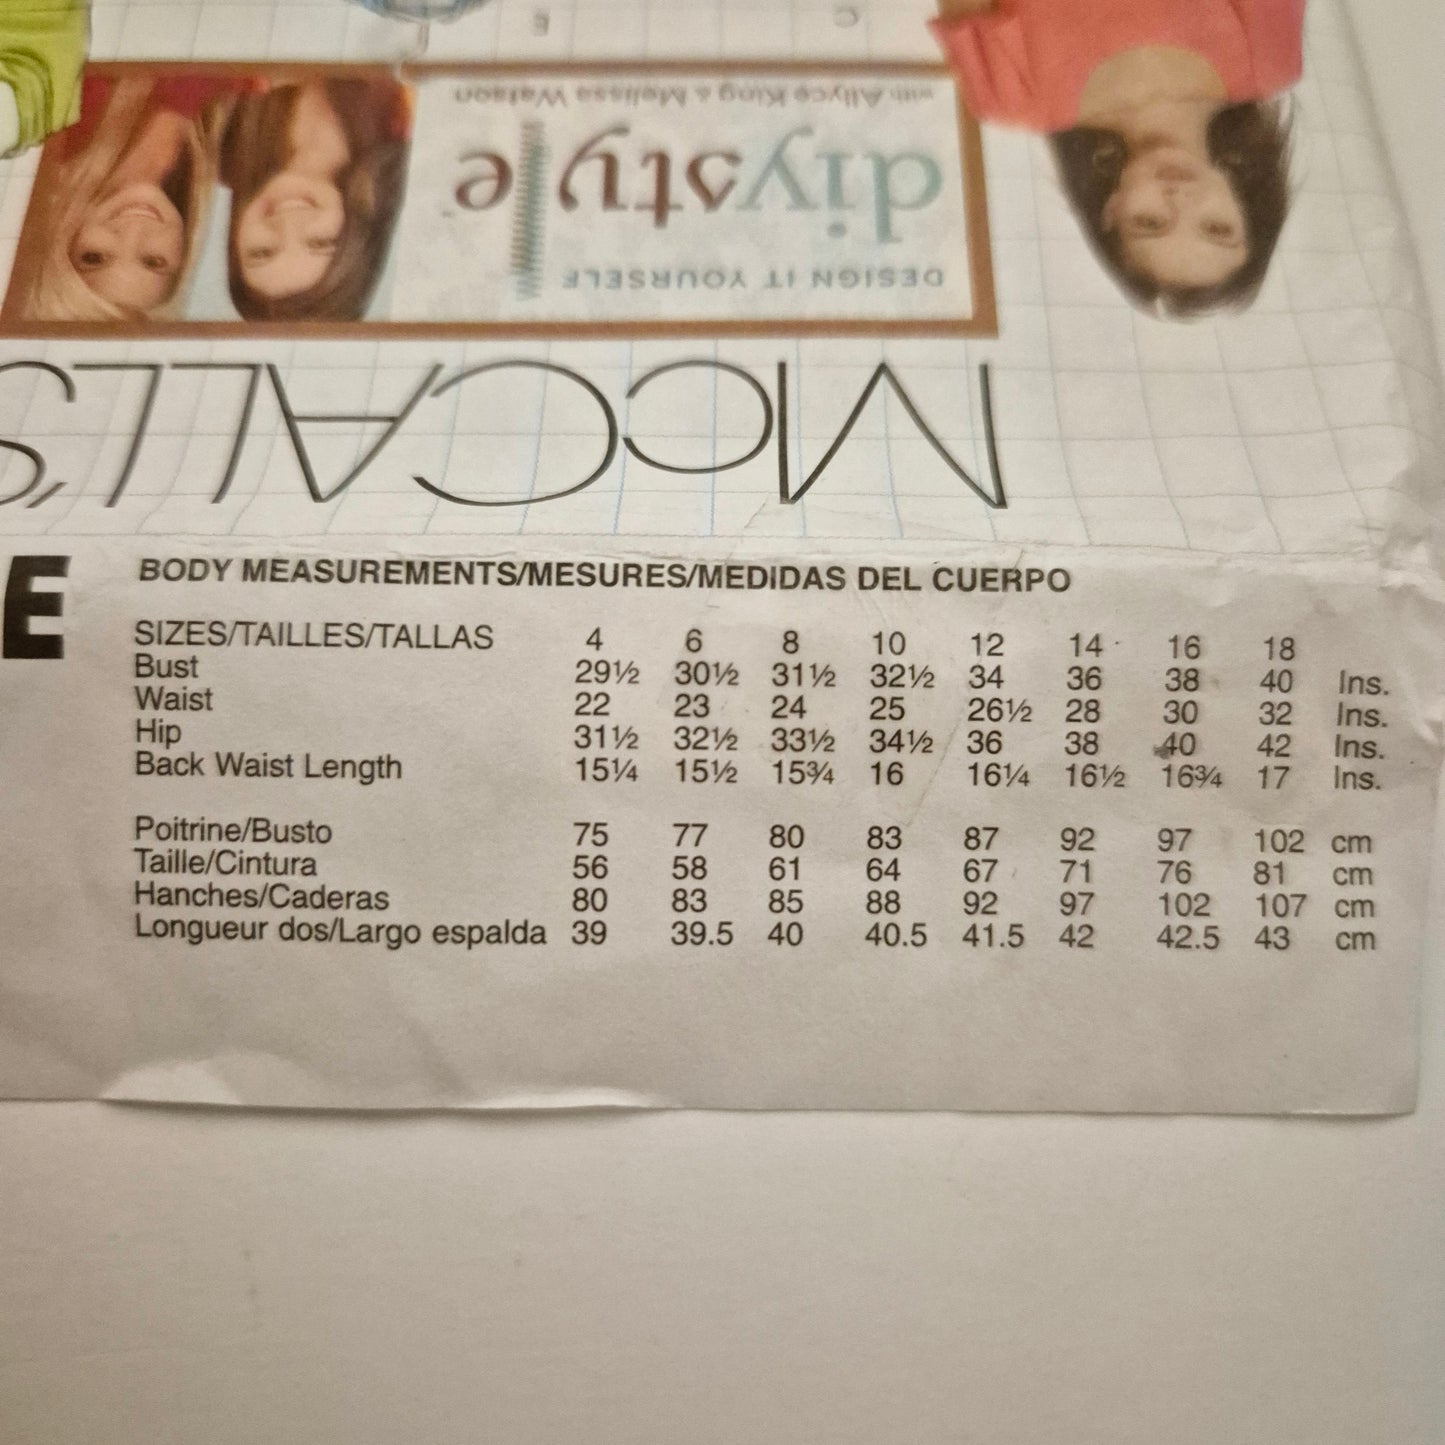 C
E
with Allyce King & Melissa Watson
diystyle™
DESIGN IT YOURSELF
McCALL'S
E
BODY MEASUREMENTS/MESURES/MEDIDAS DEL CUERPO
SIZES/TAILLES/TALLAS 4 6 8 10 12 14 16 18
Bust 29½ 30½ 31½ 32½ 34 36 38 40 Ins.
Waist 22 23 24 25 26½ 28 30 32 Ins.
Hip 31½ 32½ 33½ 34½ 36 38 40 42 Ins.
Back Waist Length 15¼ 15½ 15¾ 16 16¼ 16½ 16¾ 17 Ins.
Poitrine/Busto 75 77 80 83 87 92 97 102 cm
Taille/Cintura 56 58 61 64 67 71 76 81 cm
Hanches/Caderas 80 83 85 88 92 97 102 107 cm
Longueur dos/Largo espalda 39 39.5 40 40.5 41.5 42 42.5 43 cm